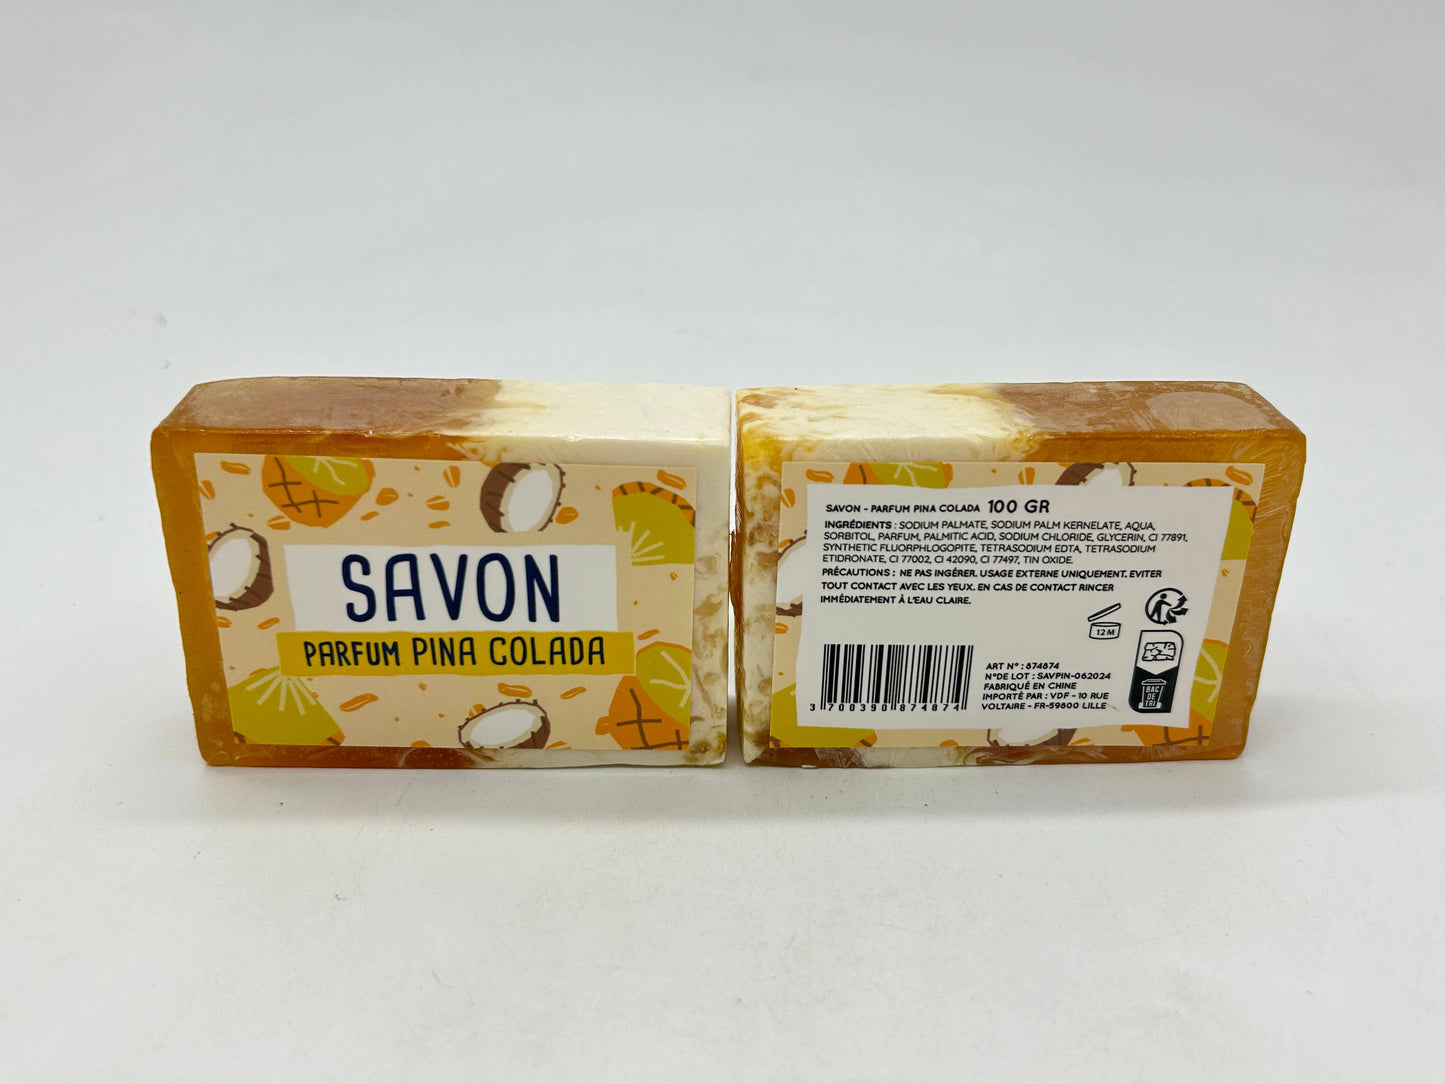 SAVON
PARFUM PINA COLADA
SAVON - PARFUM PINA COLADA 100 GR
INGRÉDIENTS : SODIUM PALMATE, SODIUM PALM KERNELATE, AQUA,
SORBITOL, PARFUM, PALMITIC ACID, SODIUM CHLORIDE, GLYCERIN, CI 77891,
SYNTHETIC FLUORPHLOGOPITE, TETRASODIUM EDTA, TETRASODIUM
ETIDRONATE, CI 77002, CI 42090, CI 77497, TIN OXIDE.
PRÉCAUTIONS : NE PAS INGÉRER. USAGE EXTERNE UNIQUEMENT. EVITER
TOUT CONTACT AVEC LES YEUX. EN CAS DE CONTACT RINCER
IMMÉDIATEMENT À L'EAU CLAIRE.
12 M
ART N° : 874874
N°DE LOT : SAVPIN-062024
FABRIQUÉ EN CHINE
IMPORTÉ PAR : VDF - 10 RUE
VOLTAIRE - FR-59800 LILLE
3 700390 874874
BAC
DE
TRI